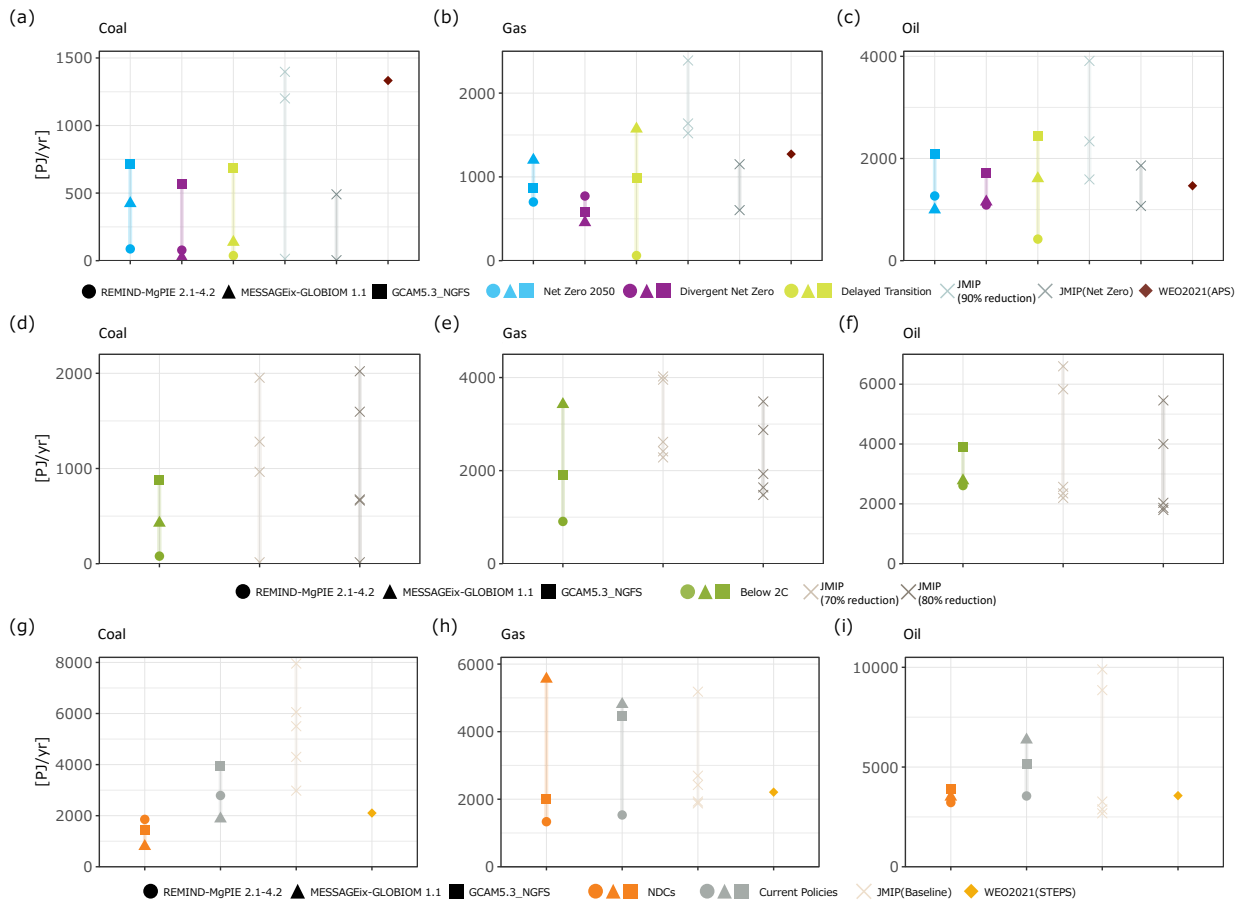 (a)
Coal
(b)
Gas
(c)
Oil
[PJ/yr]
1500
1000
500
0
2000
1000
0
4000
2000
0
REMIND-MgPIE 2.1-4.2
MESSAGEix-GLOBIOM 1.1
GCAM5.3_NGFS
Net Zero 2050
Divergent Net Zero
Delayed Transition
JMIP
(90% reduction)
JMIP(Net Zero)
WEO2021(APS)
(d)
Coal
(e)
Gas
(f)
Oil
[PJ/yr]
2000
1000
0
4000
2000
0
6000
4000
2000
0
REMIND-MgPIE 2.1-4.2
MESSAGEix-GLOBIOM 1.1
GCAM5.3_NGFS
Below 2C
JMIP
(70% reduction)
JMIP
(80% reduction)
(g)
Coal
(h)
Gas
(i)
Oil
[PJ/yr]
8000
6000
4000
2000
0
6000
4000
2000
0
10000
5000
0
REMIND-MgPIE 2.1-4.2
MESSAGEix-GLOBIOM 1.1
GCAM5.3_NGFS
NDCs
Current Policies
JMIP(Baseline)
WEO2021(STEPS)